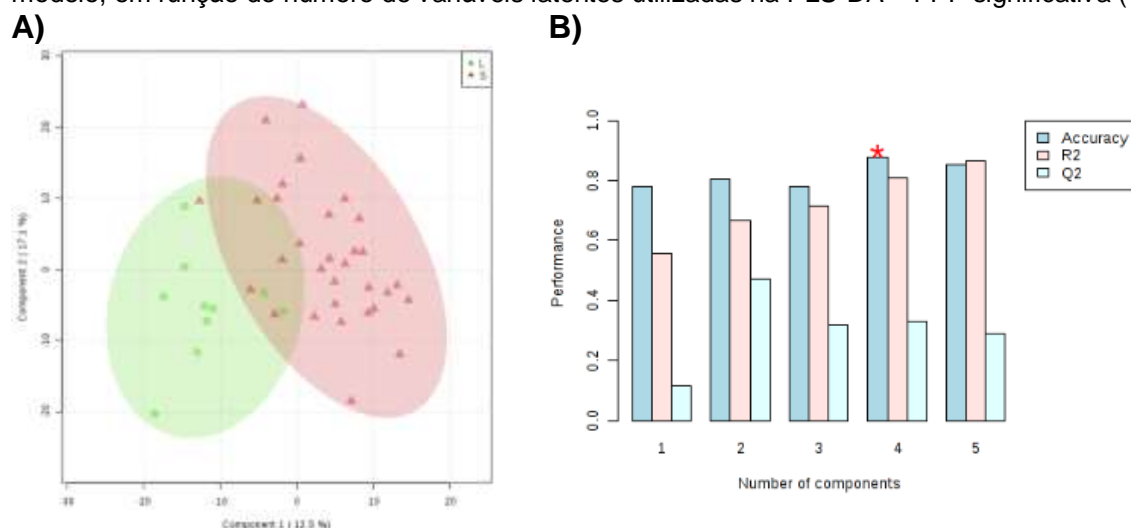 modelo, em função do número de variáveis latentes utilizadas na PLS-DA
A)
B)
Component 2 ( 17.1 %)
30
20
10
0
10
20
30
20
10
0
10
20
Component 1 ( 12.5 %)
Performance
1.0
0.8
0.6
0.4
0.2
0.0
*
Accuracy
R2
Q2
1 2 3 4 5
Number of components